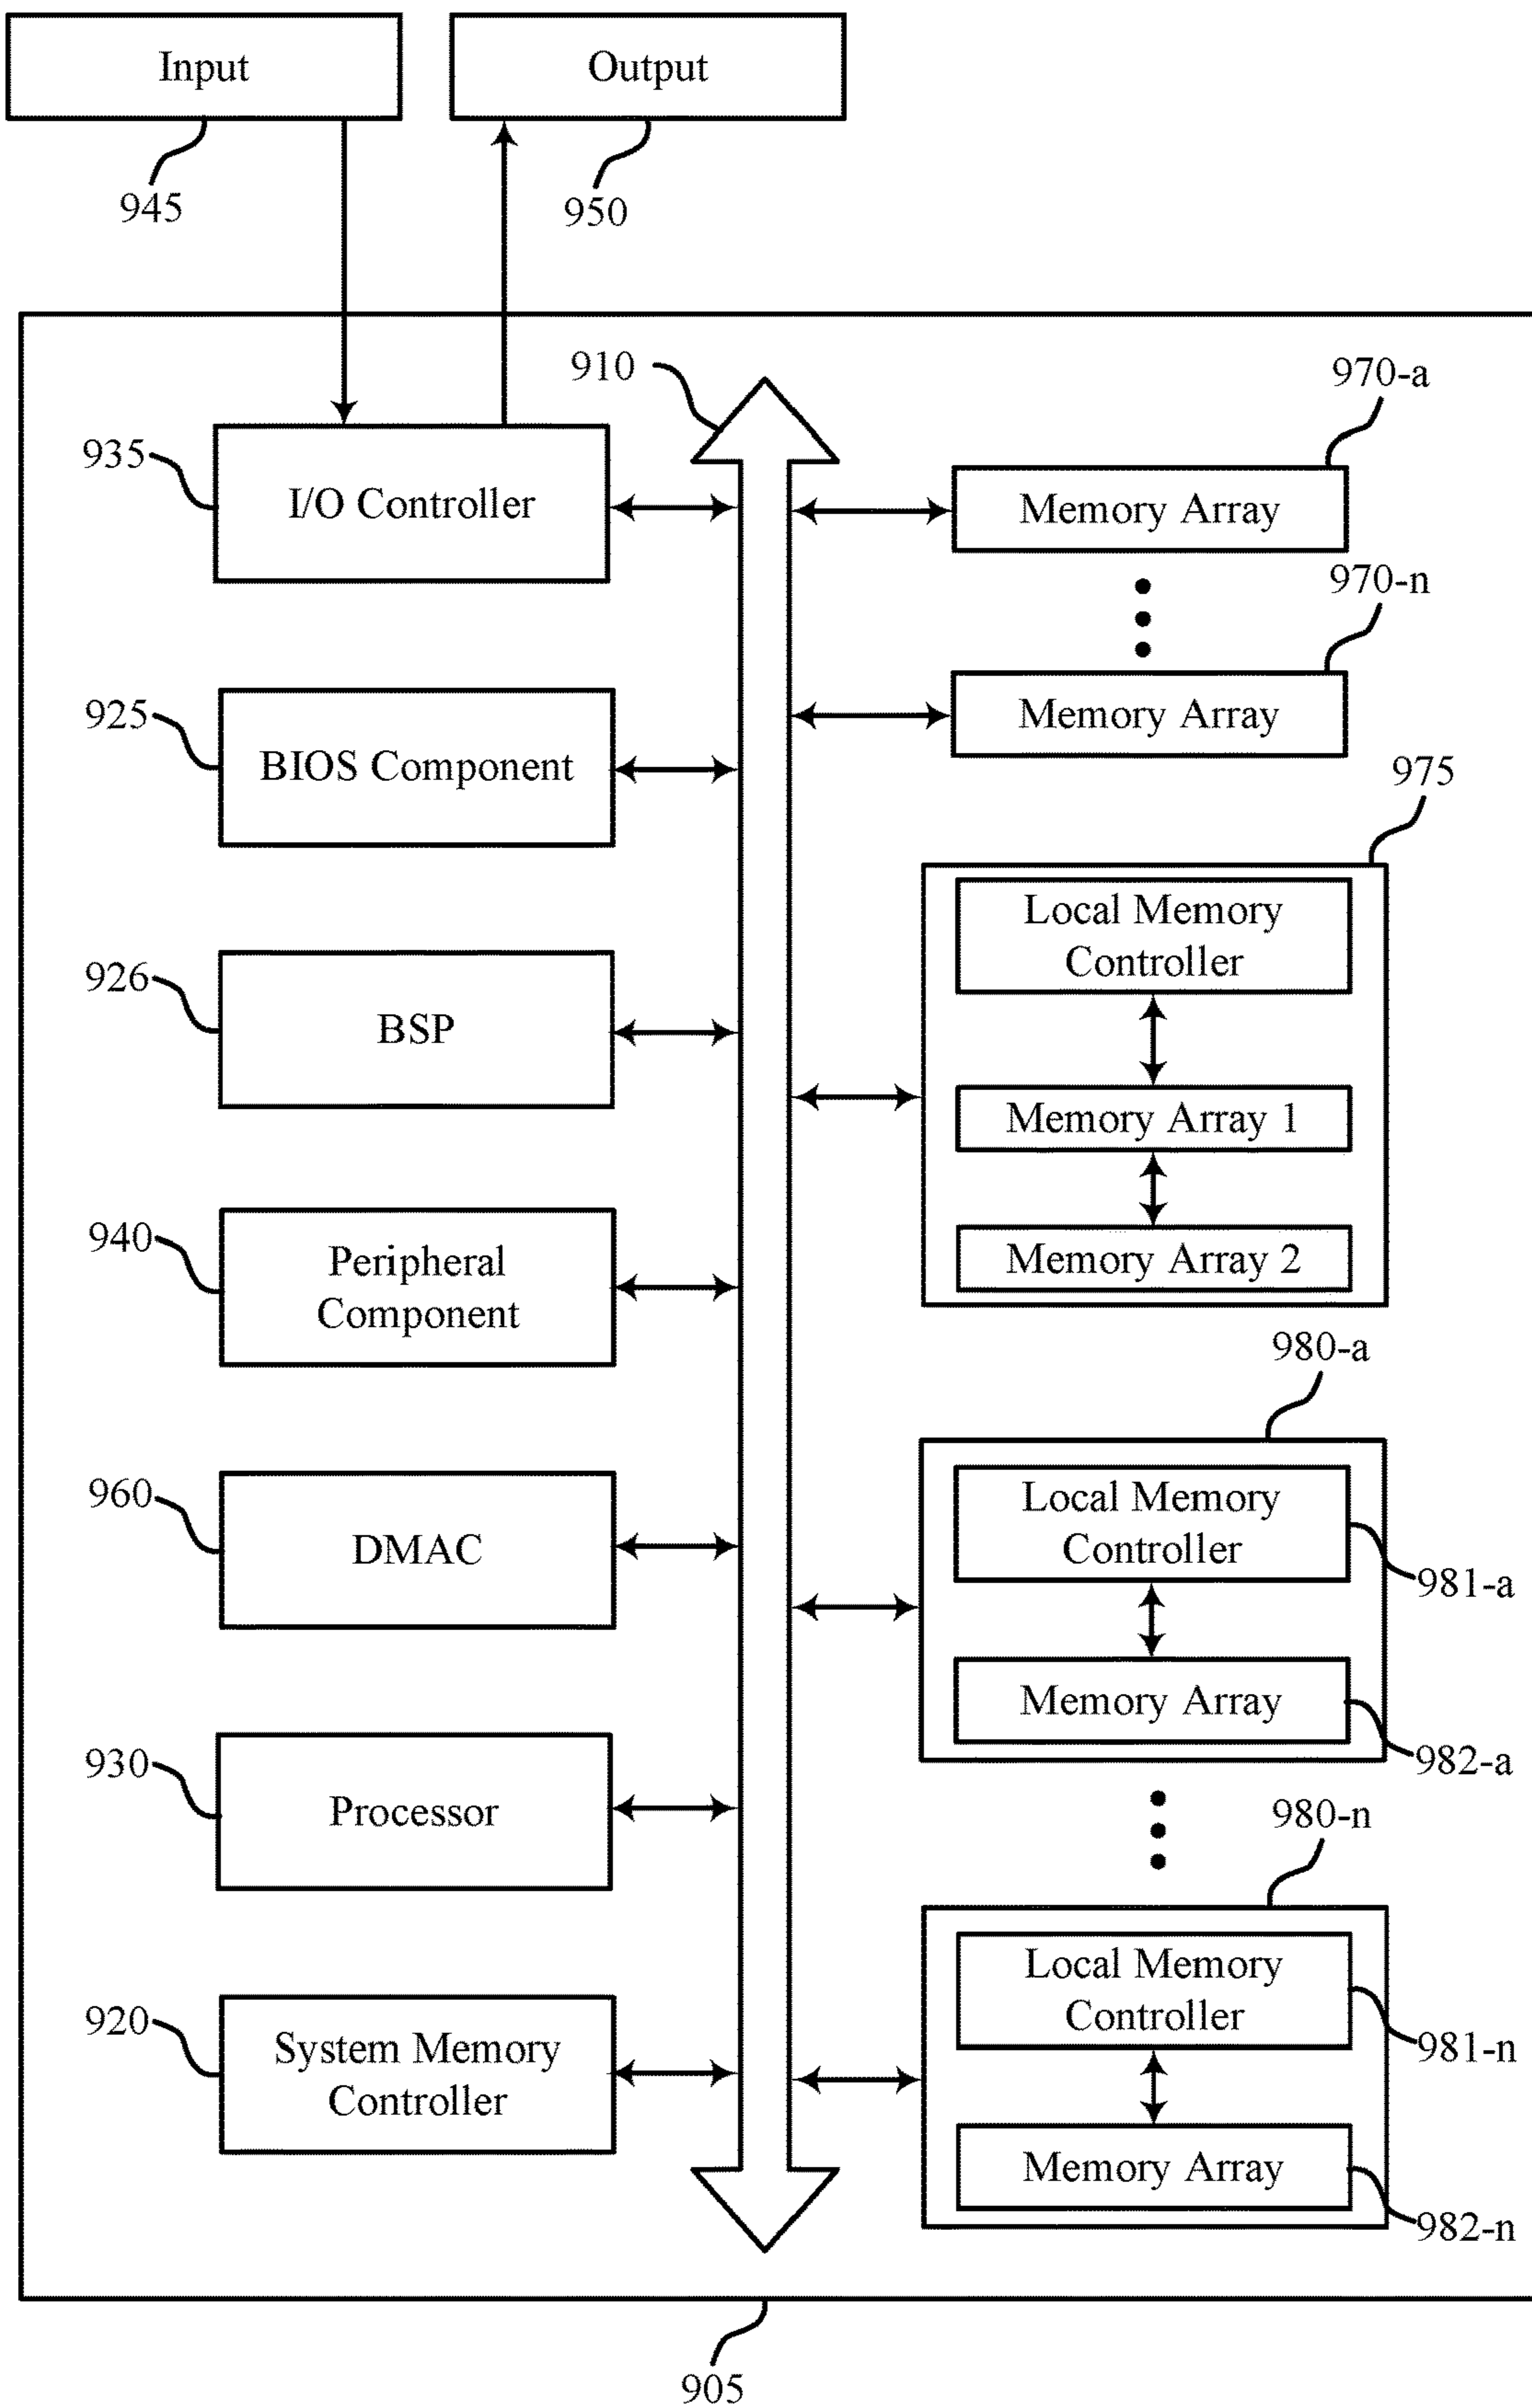 Input
Output
945
950
910
970-a
935
I/O Controller
Memory Array
970-n
925
BIOS Component
Memory Array
975
Local Memory
Controller
926
BSP
Memory Array 1
940
Peripheral
Component
Memory Array 2
980-a
960
DMAC
Local Memory
Controller
981-a
Memory Array
982-a
930
Processor
980-n
920
System Memory
Controller
Local Memory
Controller
981-n
Memory Array
982-n
905